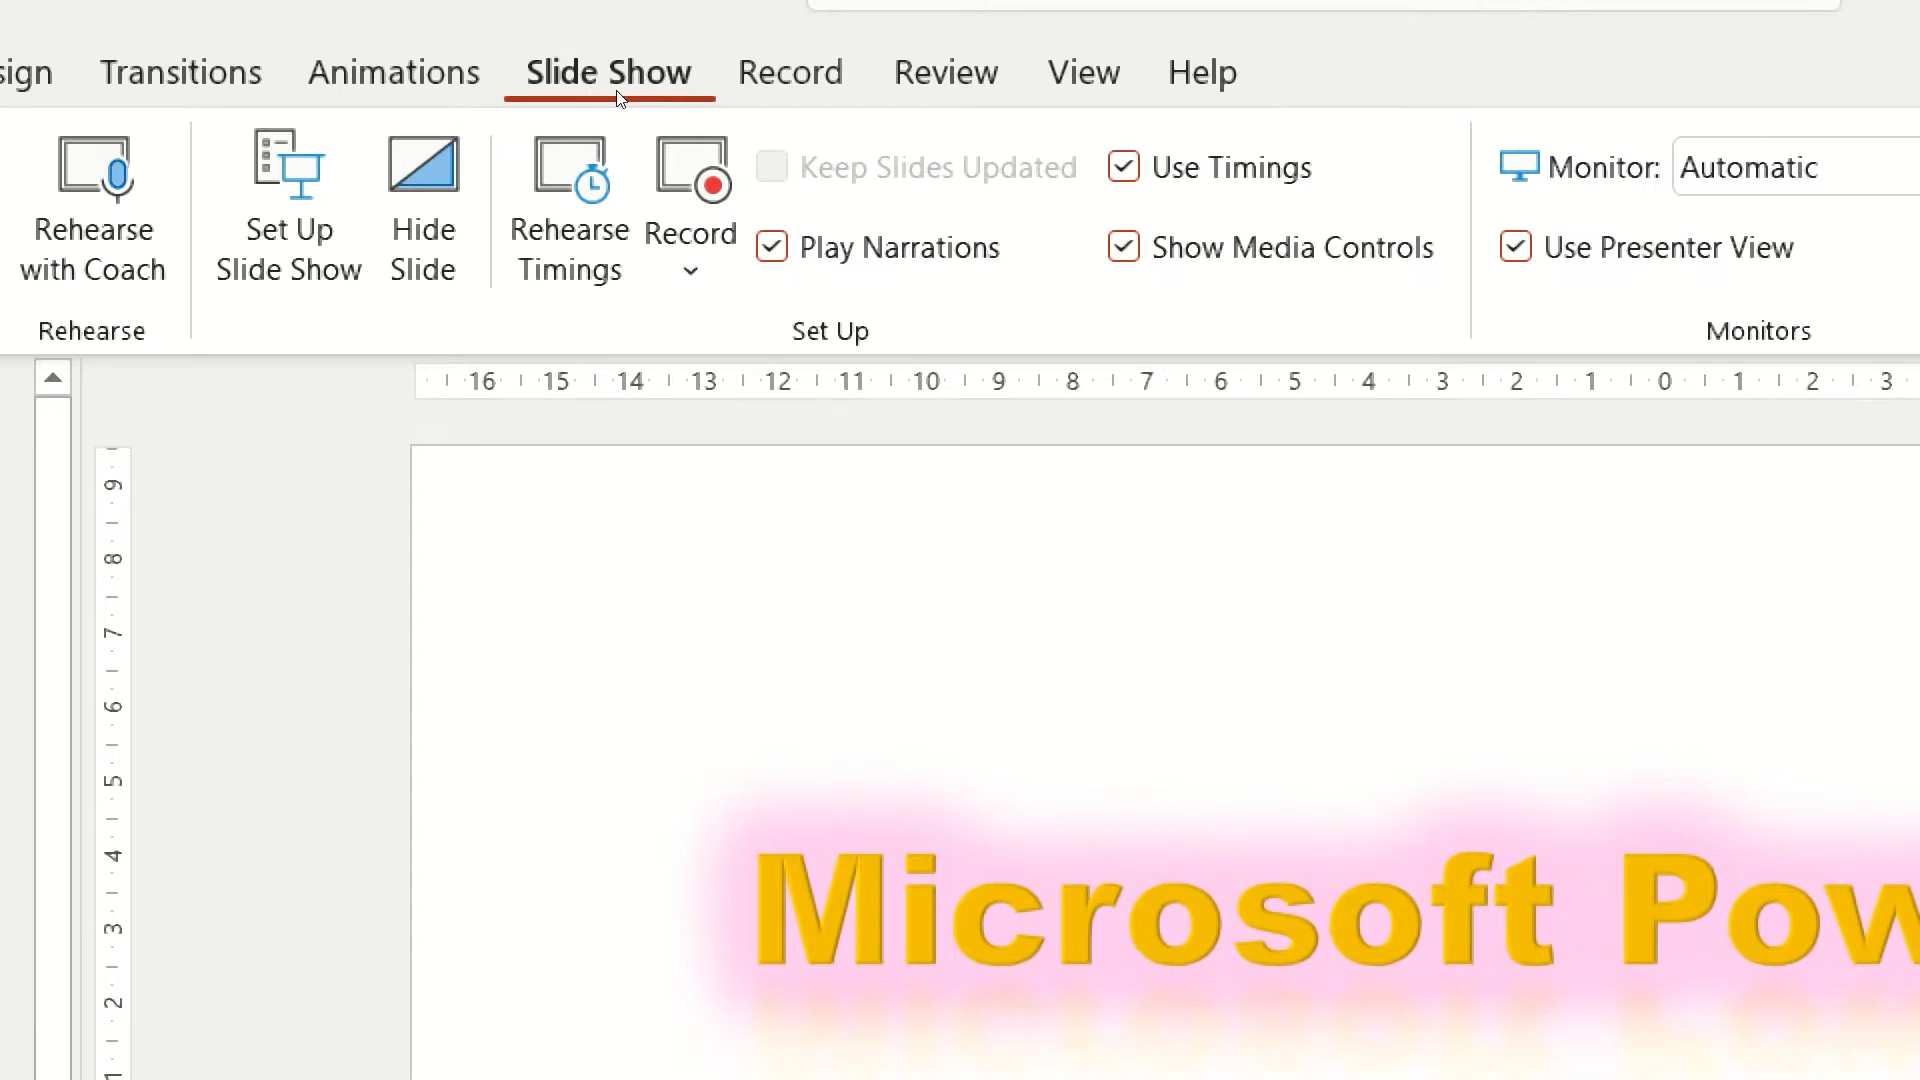 sign Transitions Animations Slide Show Record Review View Help
Rehearse with Coach
Set Up Slide Show
Hide Slide
Rehearse Timings
Record
Keep Slides Updated
Play Narrations
Use Timings
Show Media Controls
Monitor: Automatic
Use Presenter View
Rehearse
Set Up
Monitors
16 15 14 13 12 11 10 9 8 7 6 5 4 3 2 1 0 1 2 3
9
8
7
6
5
4
3
2
1
Microsoft Pow